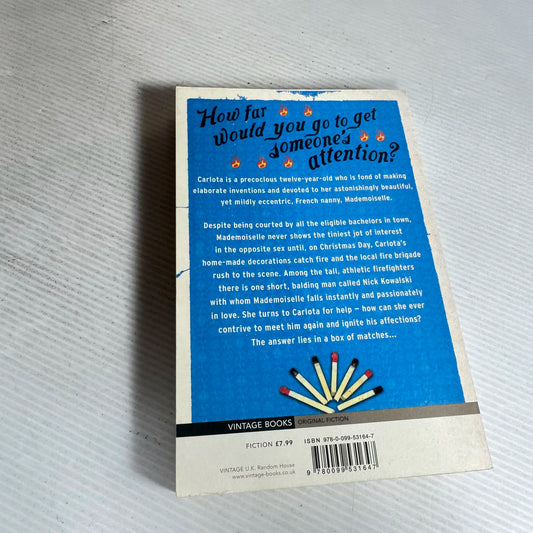 How far
would you go to get
someone's
attention?
Carlota is a precocious twelve-year-old who is fond of making
elaborate inventions and devoted to her astonishingly beautiful,
yet mildly eccentric, French nanny, Mademoiselle.
Despite being courted by all the eligible bachelors in town,
Mademoiselle never shows the tiniest jot of interest
in the opposite sex until, on Christmas Day, Carlota's
home-made decorations catch fire and the local fire brigade
rush to the scene. Among the tall, athletic firefighters
there is one short, balding man called Nick Kowalski
with whom Mademoiselle falls instantly and passionately
in love. She turns to Carlota for help – how can she ever
contrive to meet him again and ignite his affections?
The answer lies in a box of matches...
VINTAGE BOOKS ORIGINAL FICTION
FICTION £7.99
ISBN 978-0-099-53164-7
VINTAGE U.K. Random House
www.vintage-books.co.uk
9 780099 531647